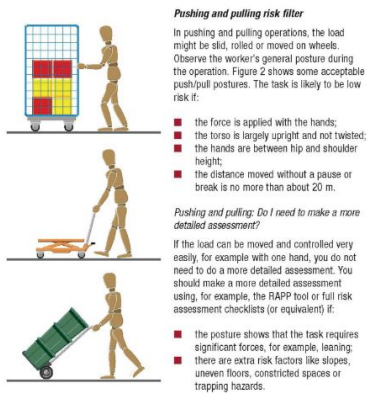 Pushing and pulling risk filter
In pushing and pulling operations, the load
might be slid, rolled or moved on wheels.
Observe the worker's general posture during
the operation. Figure 2 shows some acceptable
push/pull postures. The task is likely to be low
risk if:
■ the force is applied with the hands;
■ the torso is largely upright and not twisted;
■ the hands are between hip and shoulder
height;
■ the distance moved without a pause or
break is no more than about 20 m.
Pushing and pulling: Do I need to make a more
detailed assessment?
If the load can be moved and controlled very
easily, for example with one hand, you do not
need to do a more detailed assessment. You
should make a more detailed assessment
using, for example, the RAPP tool or full risk
assessment checklists (or equivalent) if:
■ the posture shows that the task requires
significant forces, for example, leaning;
■ there are extra risk factors like slopes,
uneven floors, constricted spaces or
trapping hazards.